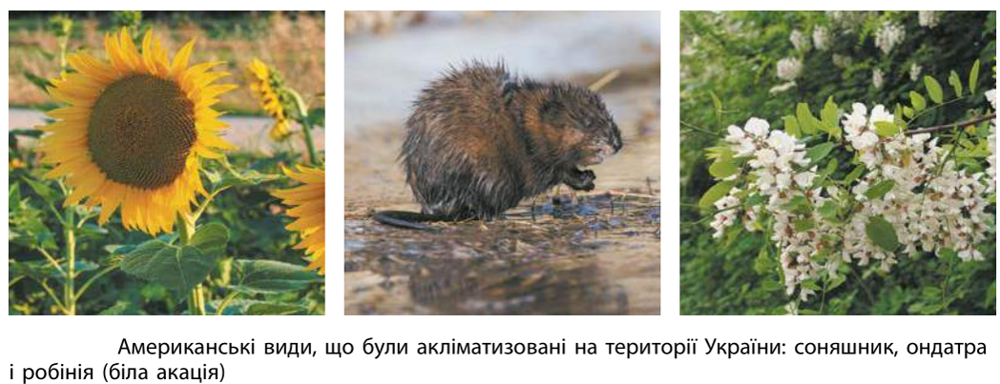 Американські види, що були акліматизовані на території України: соняшник, ондатра
і робінія (біла акація)